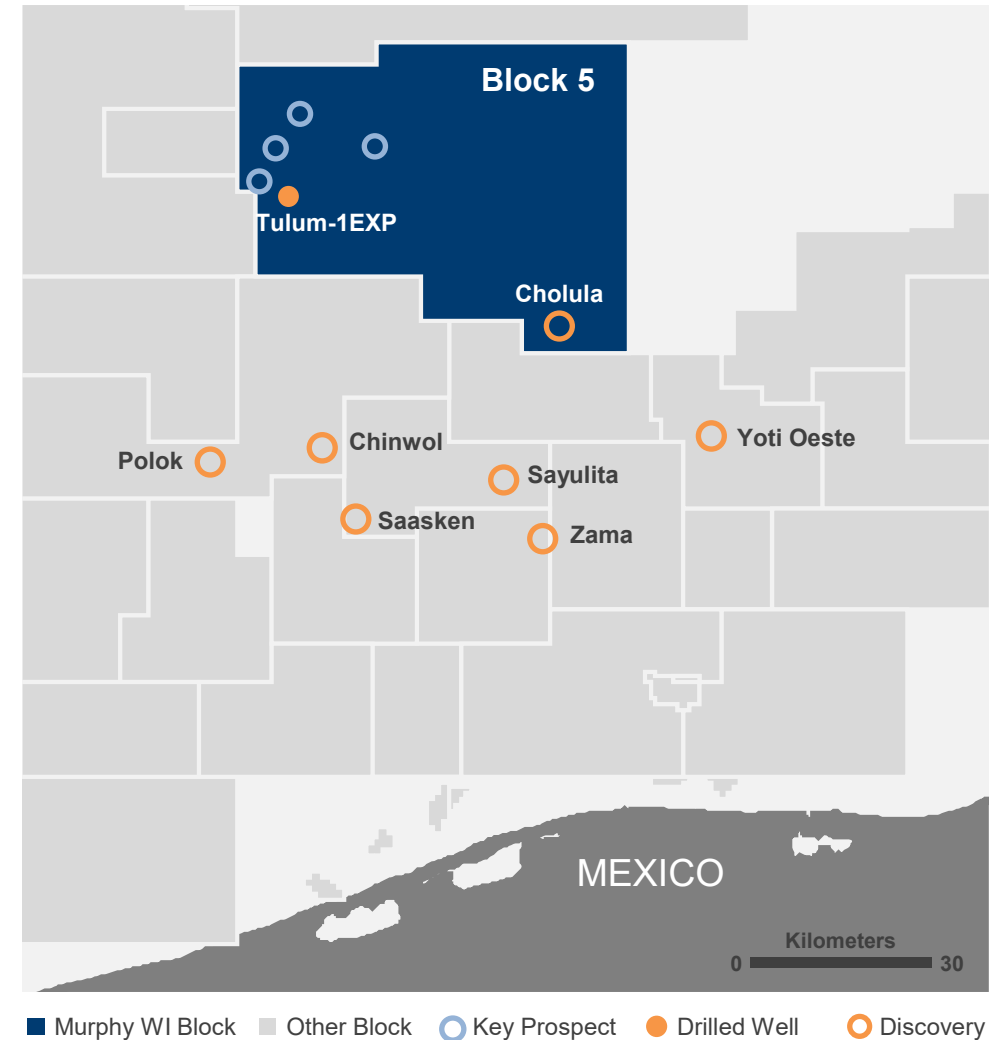 Block 5
Tulum-1EXP
Cholula
Yoti Oeste
Chinwol
Polok
Sayulita
Saasken
Zama
MEXICO
Kilometers
0 30
Murphy WI Block Other Block Key Prospect Drilled Well Discovery